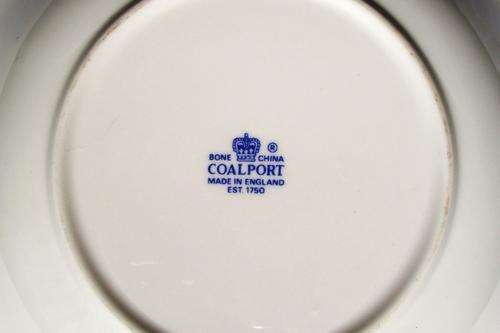 ®
BONE CHINA
COALPORT
MADE IN ENGLAND
EST. 1750